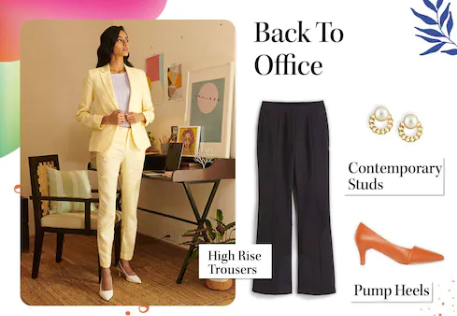 Back To
Office
Contemporary
Studs
High Rise
Trousers
Pump Heels